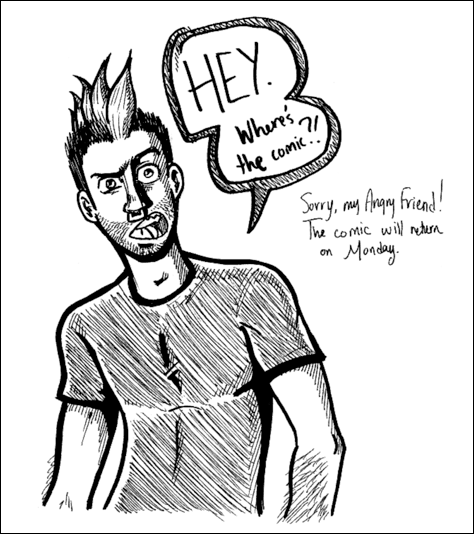 HEY.
Where's
the comic..?!
Sorry, my Angry Friend!
The comic will return
on Monday.